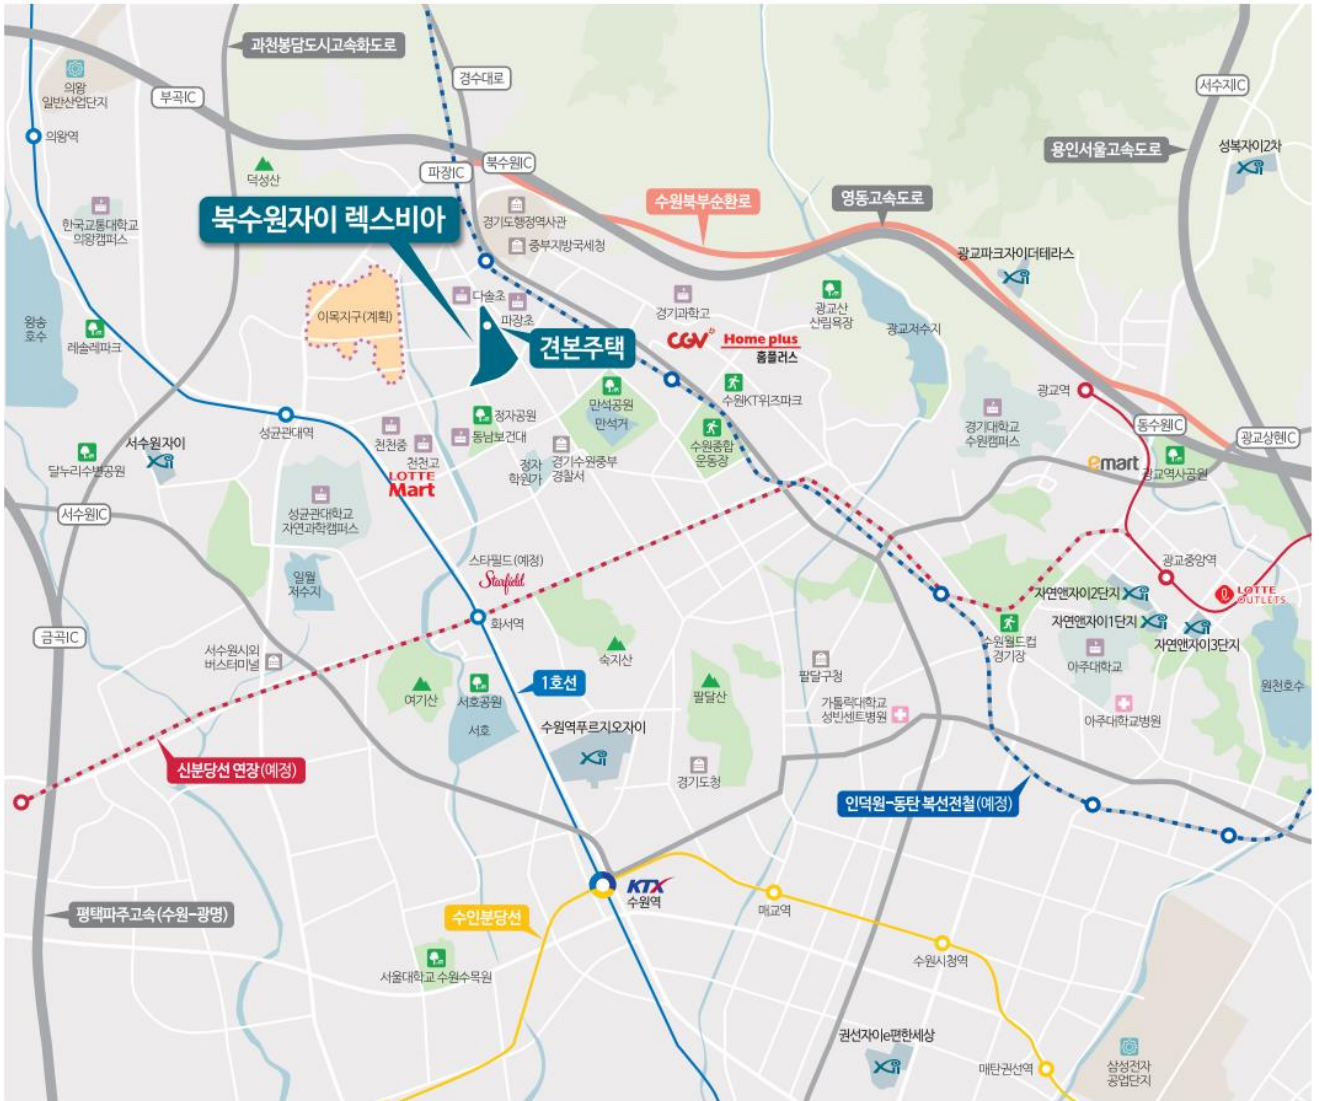 과천봉담도시고속화도로
경수대로
의왕
일반산업단지
부곡IC
서수지IC
의왕역
용인서울고속도로
성복자이2차
덕성산
파장IC
북수원IC
한국교통대학교
의왕캠퍼스
북수원자이 렉스비아
경기도행정역사관
중부지방국세청
수원북부순환로
영동고속도로
광교파크자이더테라스
다솔초
파장초
경기과학고
광교산
산림욕장
이목지구(계획)
왕송
호수
레솔레파크
견본주택
CGV
Home plus
홈플러스
광교저수지
만석공원
만석거
수원KT위즈파크
광교역
성균관대역
정자공원
동남보건대
천천중
천천고
수원종합
운동장
경기대학교
수원캠퍼스
동수원IC
광교상현IC
서수원자이
달누리수변공원
LOTTE
Mart
정자
학원가
경기수원중부
경찰서
emart
광교역사공원
서수원IC
성균관대학교
자연과학캠퍼스
일월
저수지
스타필드(예정)
Starfield
화서역
광교중앙역
자연앤자이2단지
LOTTE
OUTLETS
자연앤자이1단지
자연앤자이3단지
금곡IC
서수원시외
버스터미널
숙지산
수원월드컵
경기장
아주대학교
원천호수
1호선
여기산
서호공원
서호
팔달산
팔달구청
가톨릭대학교
성빈센트병원
아주대학교병원
수원역푸르지오자이
신분당선 연장(예정)
경기도청
인덕원-동탄 복선전철(예정)
KTX
수원역
평택파주고속(수원-광명)
수인분당선
매교역
수원시청역
서울대학교 수원수목원
권선자이e편한세상
매탄권선역
삼성전자
공업단지